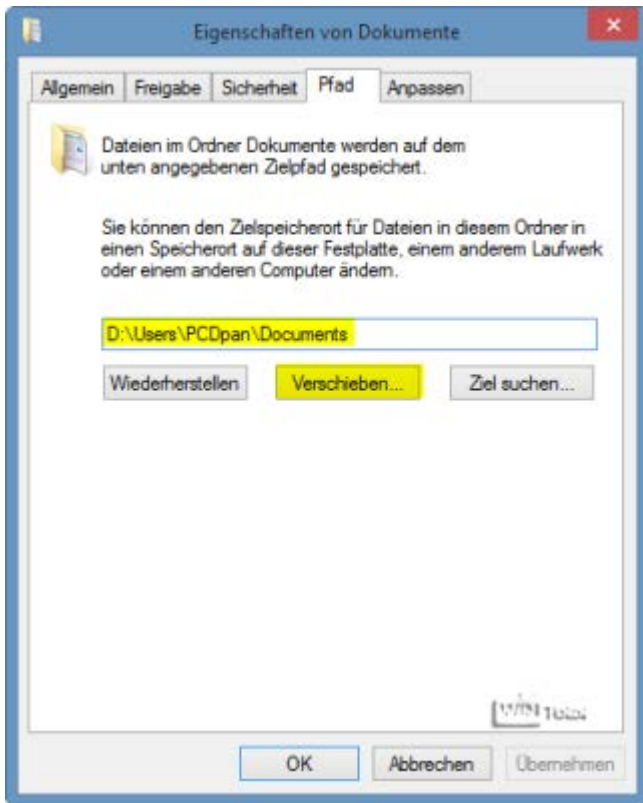 Eigenschaften von Dokumente
Allgemein Freigabe Sicherheit Pfad Anpassen
Dateien im Ordner Dokumente werden auf dem
unten angegebenen Zielpfad gespeichert.
Sie können den Zielspeicherort für Dateien in diesem Ordner in
einen Speicherort auf dieser Festplatte, einem anderem Laufwerk
oder einem anderen Computer ändern.
D:\Users\PCDpan\Documents
Wiederherstellen Verschieben... Ziel suchen...
WIN Total
OK Abbrechen Übernehmen